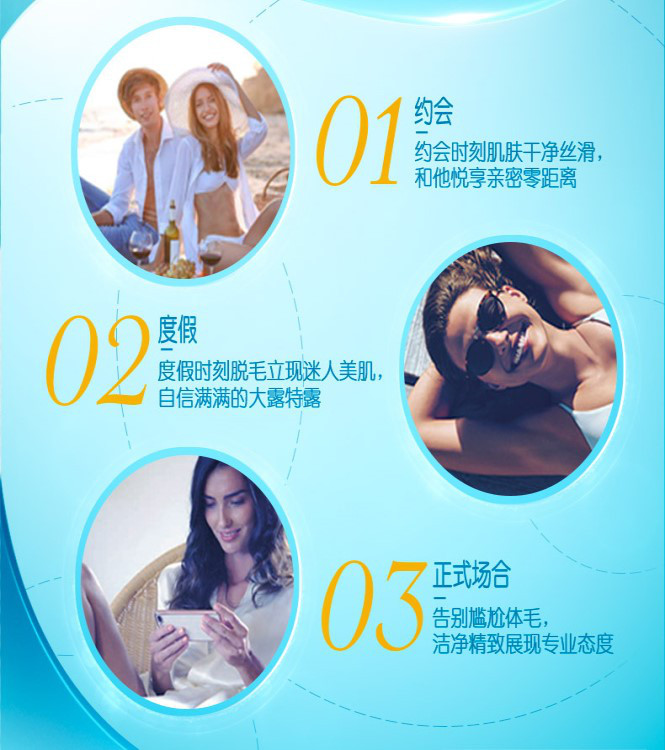 01
约会
约会时刻肌肤干净丝滑，
和他悦享亲密零距离
02
度假
度假时刻脱毛立现迷人美肌，
自信满满的大露特露
03
正式场合
告别尴尬体毛，
洁净精致展现专业态度